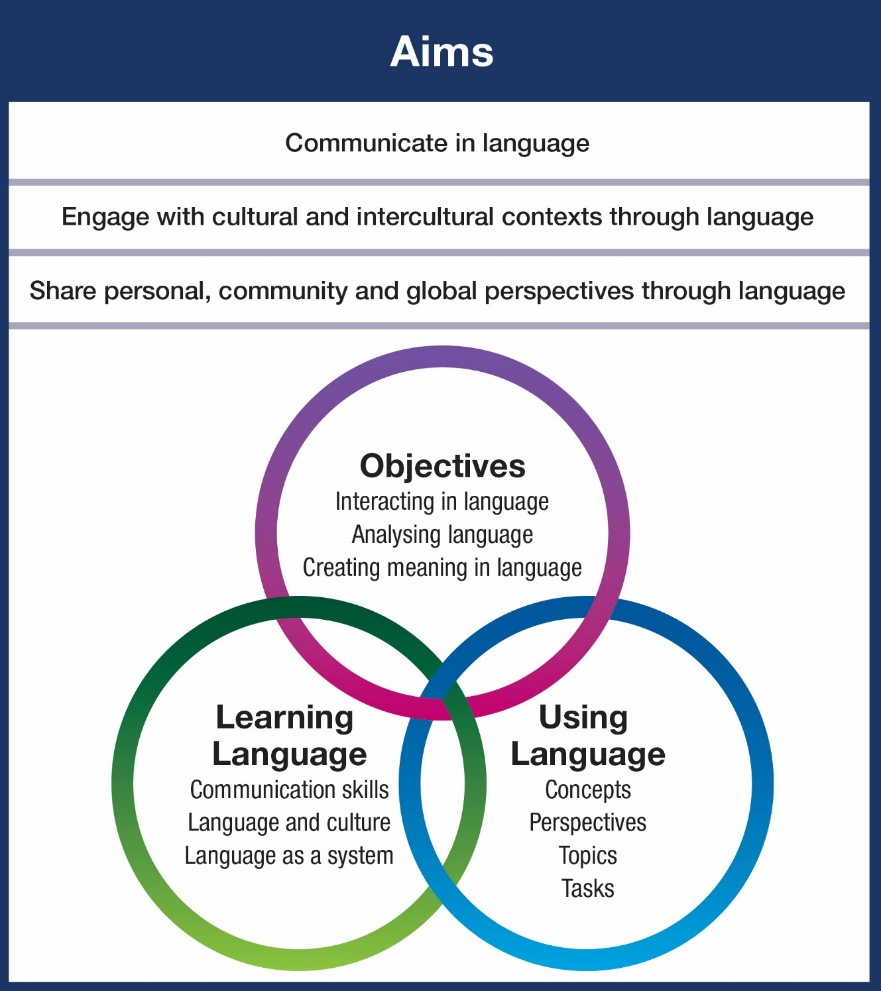 Aims
Communicate in language
Engage with cultural and intercultural contexts through language
Share personal, community and global perspectives through language
Objectives
Interacting in language
Analysing language
Creating meaning in language
Learning
Language
Communication skills
Language and culture
Language as a system
Using
Language
Concepts
Perspectives
Topics
Tasks